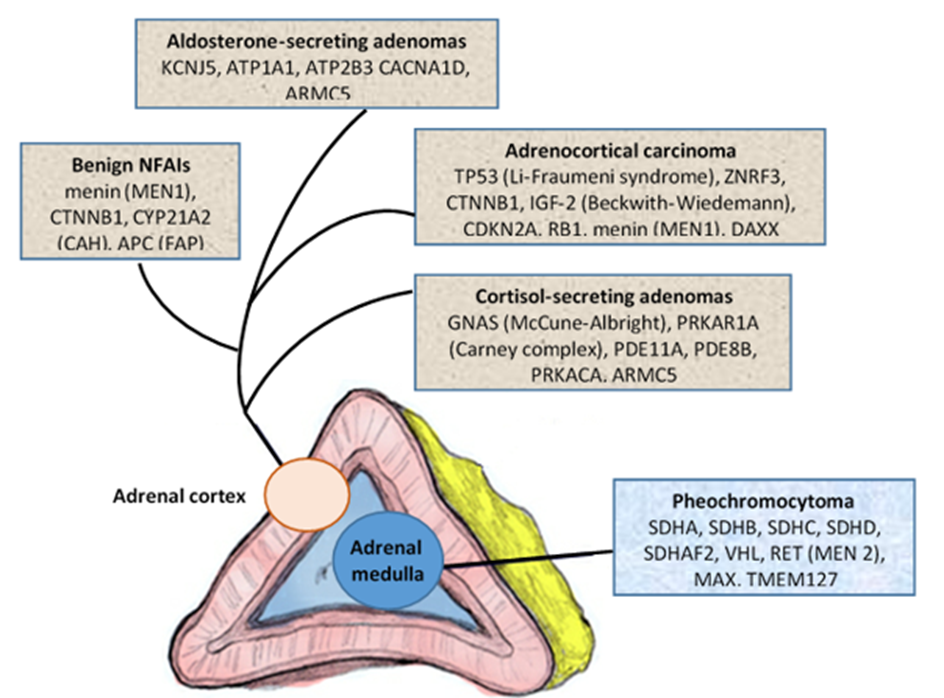 Aldosterone-secreting adenomas
KCNJ5, ATP1A1, ATP2B3 CACNA1D,
ARMC5
Benign NFAIs
menin (MEN1),
CTNNB1, CYP21A2
(CAH), APC (FAP)
Adrenocortical carcinoma
TP53 (Li-Fraumeni syndrome), ZNRF3,
CTNNB1, IGF-2 (Beckwith-Wiedemann),
CDKN2A, RB1, menin (MEN1), DAXX
Cortisol-secreting adenomas
GNAS (McCune-Albright), PRKAR1A
(Carney complex), PDE11A, PDE8B,
PRKACA, ARMC5
Adrenal cortex
Adrenal
medulla
Pheochromocytoma
SDHA, SDHB, SDHC, SDHD,
SDHAF2, VHL, RET (MEN 2),
MAX, TMEM127